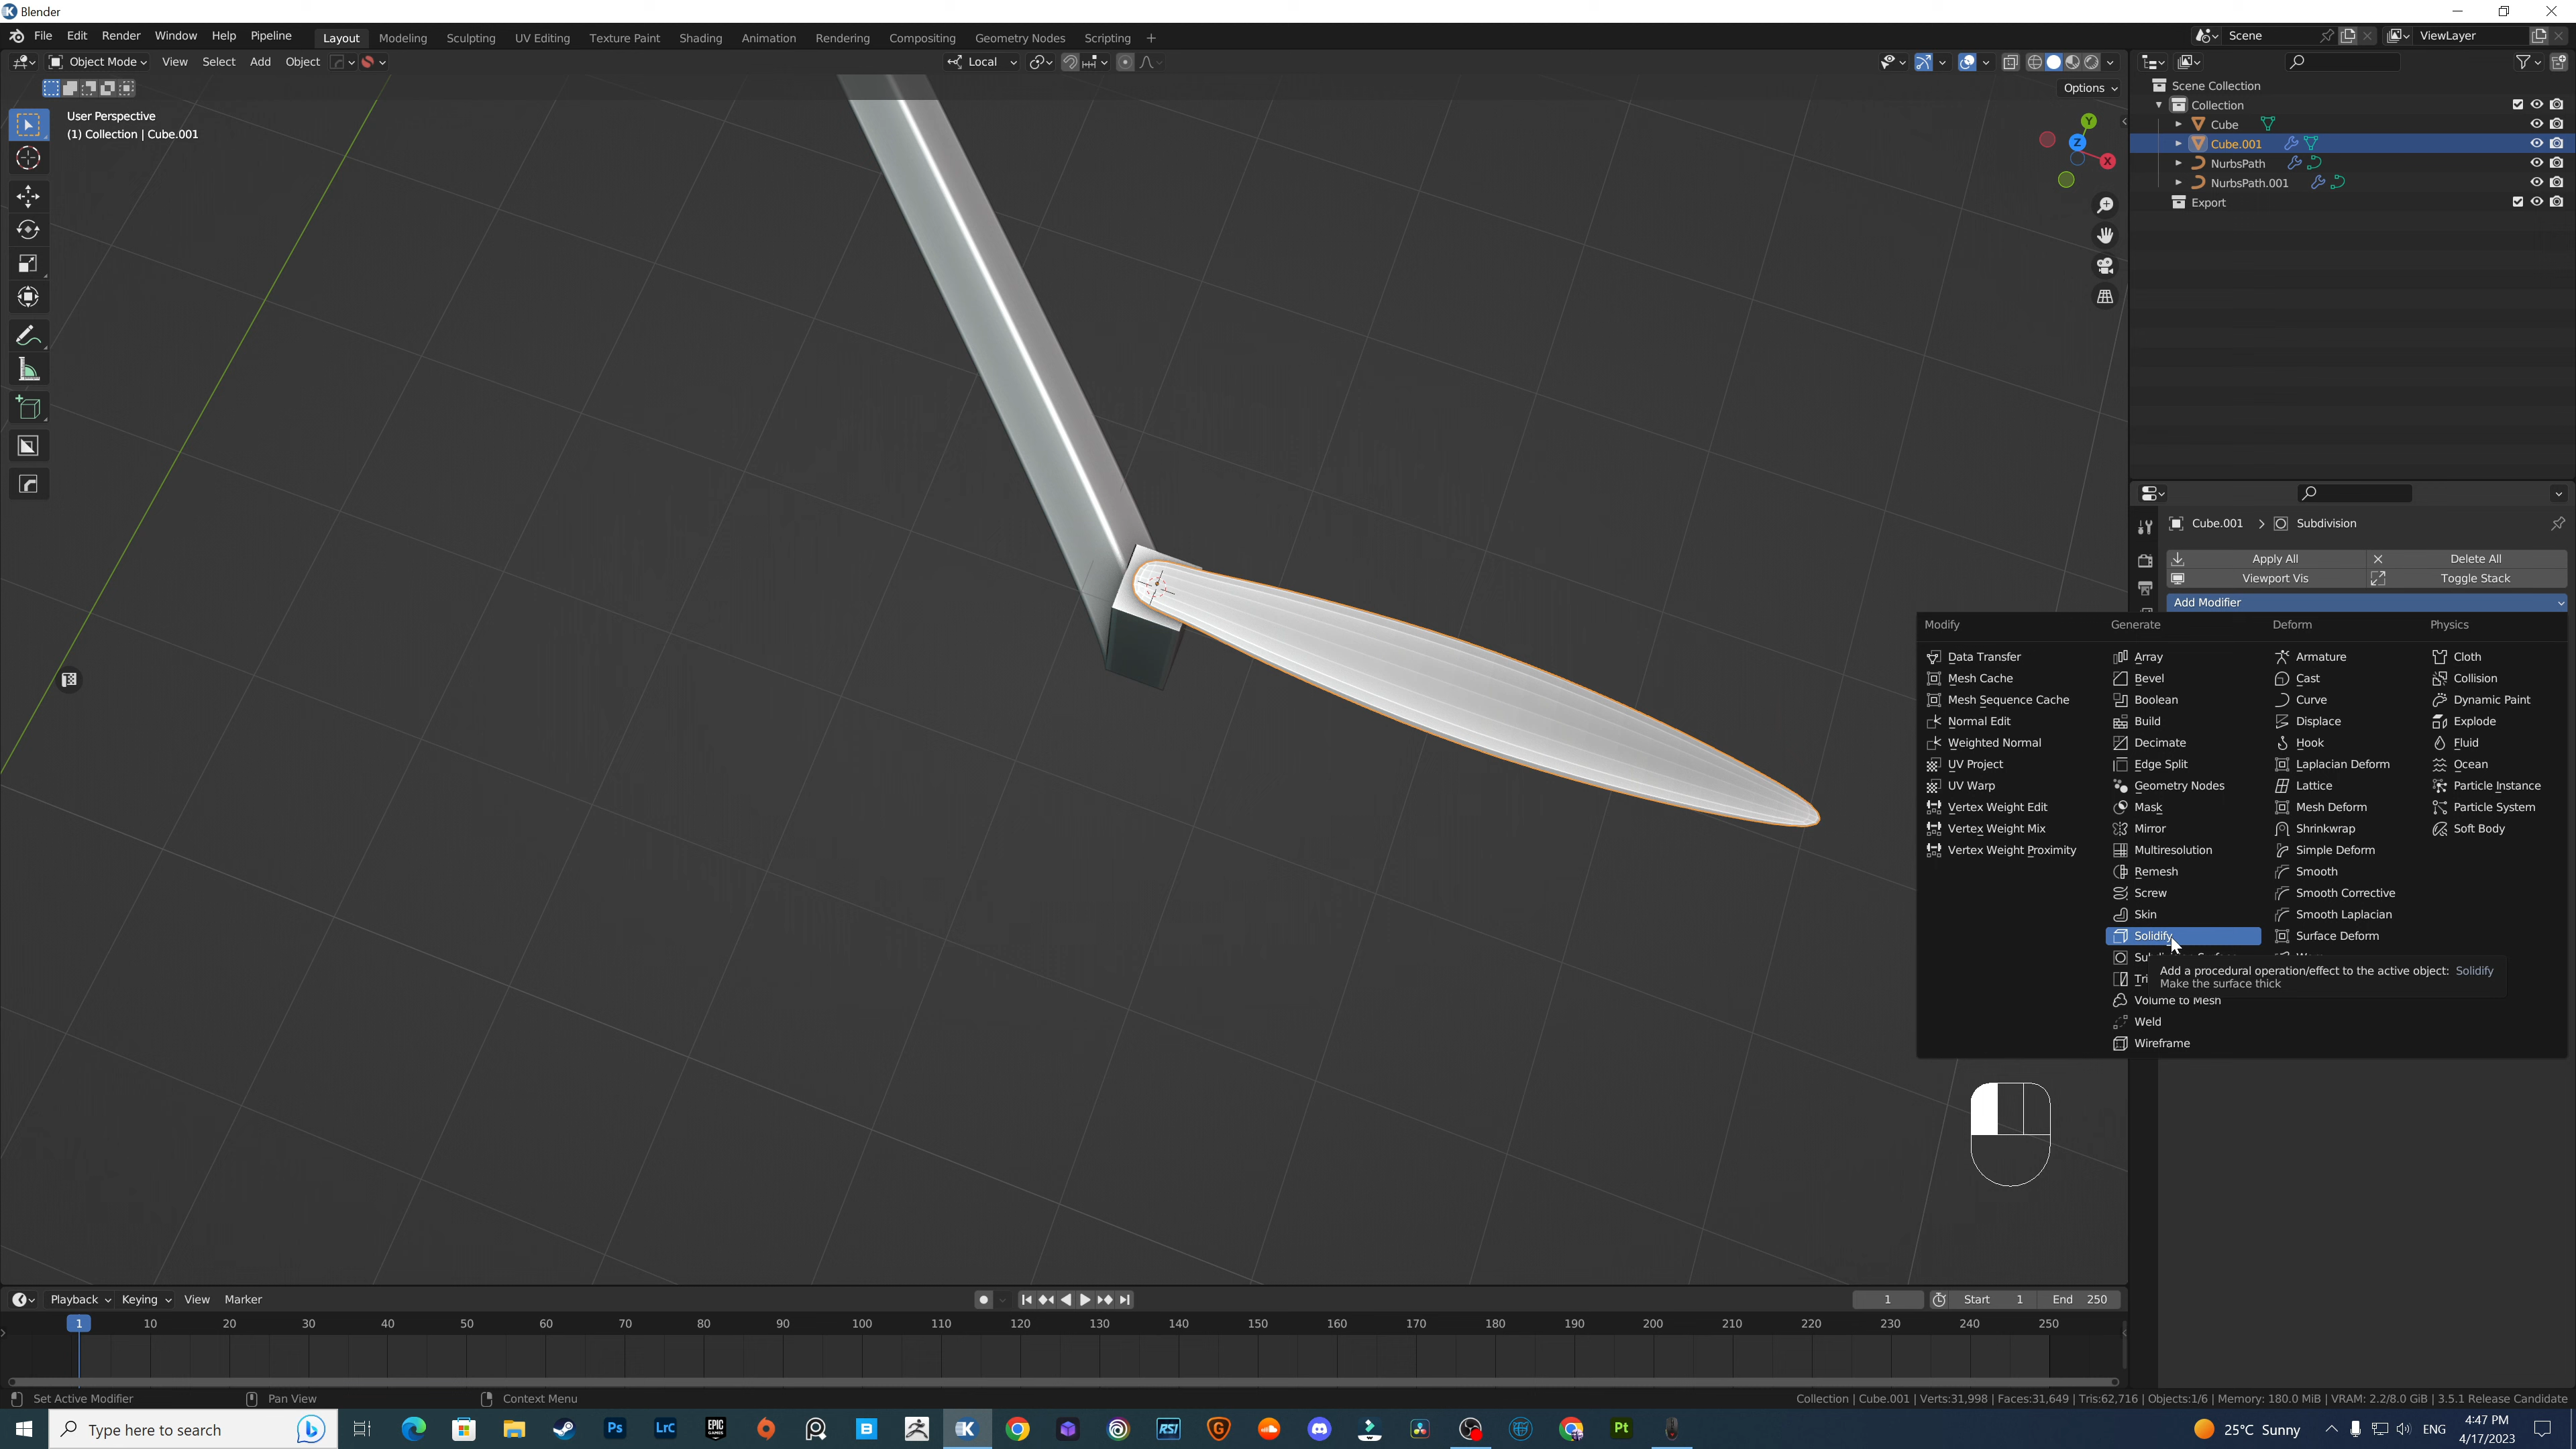 Blender
File Edit Render Window Help Pipeline Layout Modeling Sculpting UV Editing Texture Paint Shading Animation Rendering Compositing Geometry Nodes Scripting + Scene ViewLayer
Object Mode View Select Add Object Local
Options
User Perspective
(1) Collection | Cube.001
Y
Z
X
Scene Collection
Collection
Cube
Cube.001
NurbsPath
NurbsPath.001
Export
Cube.001 > Subdivision
Apply All Delete All
Viewport Vis Toggle Stack
Add Modifier
Modify Generate Deform Physics
Data Transfer Array Armature Cloth
Mesh Cache Bevel Cast Collision
Mesh Sequence Cache Boolean Curve Dynamic Paint
Normal Edit Build Displace Explode
Weighted Normal Decimate Hook Fluid
UV Project Edge Split Laplacian Deform Ocean
UV Warp Geometry Nodes Lattice Particle Instance
Vertex Weight Edit Mask Mesh Deform Particle System
Vertex Weight Mix Mirror Shrinkwrap Soft Body
Vertex Weight Proximity Multiresolution Simple Deform
Remesh Smooth
Screw Smooth Corrective
Skin Smooth Laplacian
Solidify Surface Deform
Add a procedural operation/effect to the active object: Solidify
Make the surface thick
Tri
Volume to Mesh
Weld
Wireframe
Playback Keying View Marker 1 Start 1 End 250
1 10 20 30 40 50 60 70 80 90 100 110 120 130 140 150 160 170 180 190 200 210 220 230 240 250
Set Active Modifier Pan View Context Menu Collection | Cube.001 | Verts:31,998 | Faces:31,649 | Tris:62,716 | Objects:1/6 | Memory: 180.0 MiB | VRAM: 2.2/8.0 GiB | 3.5.1 Release Candidate
Type here to search Ps LrC EPIC GAMES B K RSI G Pt 25°C Sunny ENG 4:47 PM
4/17/2023